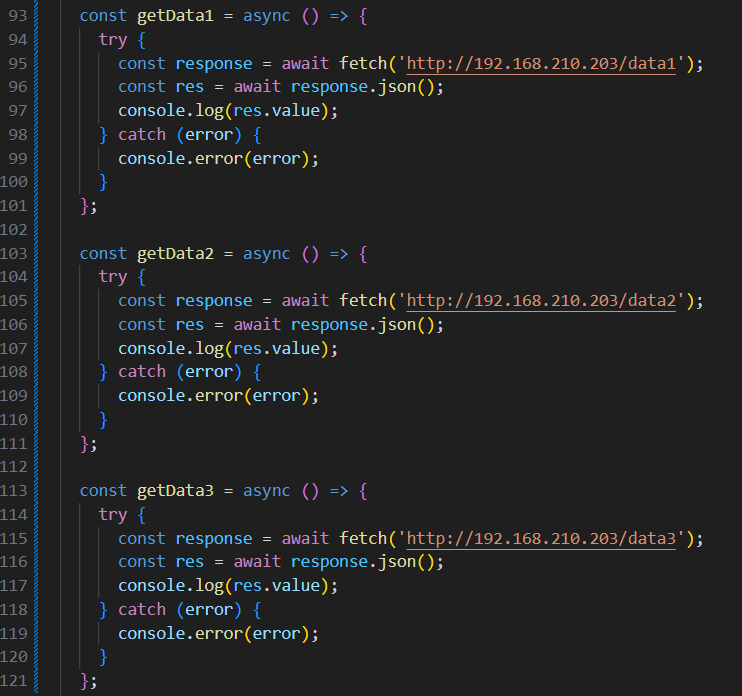 93 const getData1 = async () => {
94 try {
95 const response = await fetch('http://192.168.210.203/data1');
96 const res = await response.json();
97 console.log(res.value);
98 } catch (error) {
99 console.error(error);
100 }
101 };
102
103 const getData2 = async () => {
104 try {
105 const response = await fetch('http://192.168.210.203/data2');
106 const res = await response.json();
107 console.log(res.value);
108 } catch (error) {
109 console.error(error);
110 }
111 };
112
113 const getData3 = async () => {
114 try {
115 const response = await fetch('http://192.168.210.203/data3');
116 const res = await response.json();
117 console.log(res.value);
118 } catch (error) {
119 console.error(error);
120 }
121 };